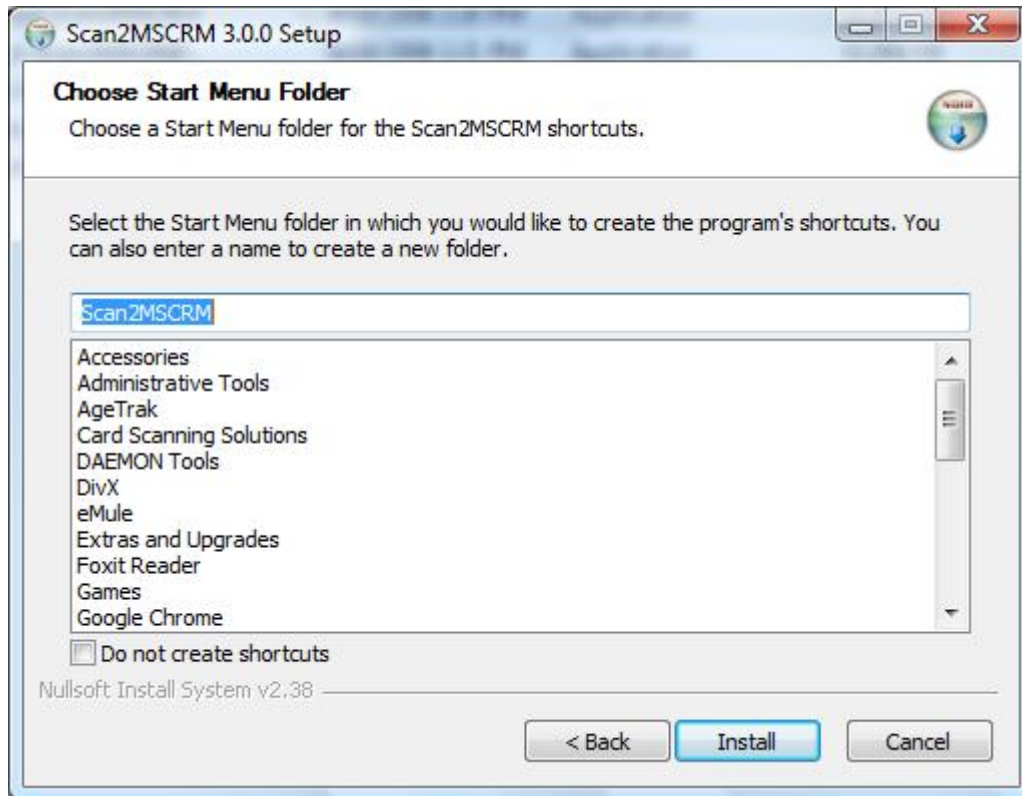 Scan2MSCRM 3.0.0 Setup
Choose Start Menu Folder
Choose a Start Menu folder for the Scan2MSCRM shortcuts.
Select the Start Menu folder in which you would like to create the program's shortcuts. You
can also enter a name to create a new folder.
Scan2MSCRM
Accessories
Administrative Tools
AgeTrak
Card Scanning Solutions
DAEMON Tools
DivX
eMule
Extras and Upgrades
Foxit Reader
Games
Google Chrome
Do not create shortcuts
Nullsoft Install System v2.38
< Back
Install
Cancel